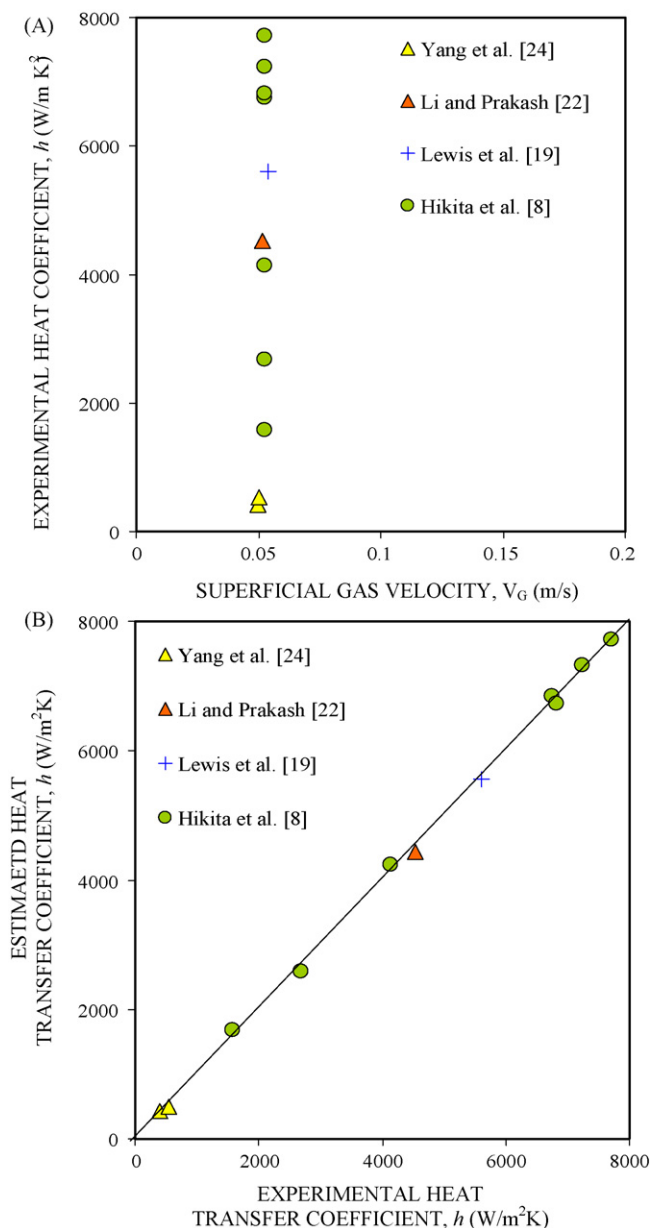 (A)
EXPERIMENTAL HEAT COEFFICIENT, h (W/m K²)
8000
6000
4000
2000
0
Yang et al. [24]
Li and Prakash [22]
Lewis et al. [19]
Hikita et al. [8]
0 0.05 0.1 0.15 0.2
SUPERFICIAL GAS VELOCITY, V_G (m/s)
(B)
ESTIMAETD HEAT
TRANSFER COEFFICIENT, h (W/m²K)
8000
6000
4000
2000
0
Yang et al. [24]
Li and Prakash [22]
Lewis et al. [19]
Hikita et al. [8]
0 2000 4000 6000 8000
EXPERIMENTAL HEAT
TRANSFER COEFFICIENT, h (W/m²K)